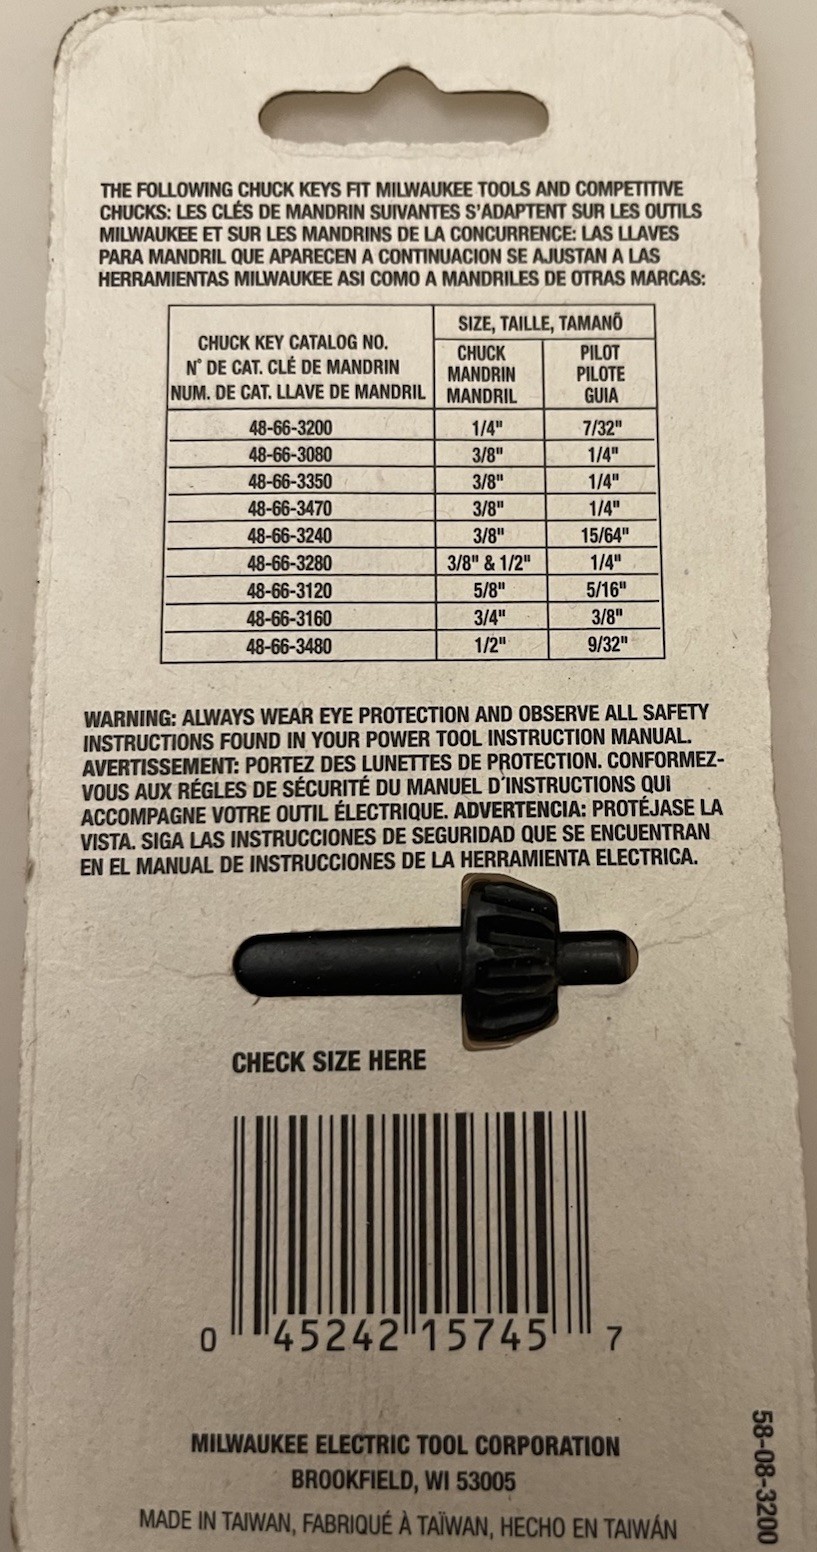 THE FOLLOWING CHUCK KEYS FIT MILWAUKEE TOOLS AND COMPETITIVE
CHUCKS: LES CLÉS DE MANDRIN SUIVANTES S'ADAPTENT SUR LES OUTILS
MILWAUKEE ET SUR LES MANDRINS DE LA CONCURRENCE: LAS LLAVES
PARA MANDRIL QUE APARECEN A CONTINUACION SE AJUSTAN A LAS
HERRAMIENTAS MILWAUKEE ASI COMO A MANDRILES DE OTRAS MARCAS:
CHUCK KEY CATALOG NO.
N° DE CAT. CLÉ DE MANDRIN
NUM. DE CAT. LLAVE DE MANDRIL
SIZE, TAILLE, TAMANÕ
CHUCK
MANDRIN
MANDRIL
PILOT
PILOTE
GUIA
48-66-3200 1/4" 7/32"
48-66-3080 3/8" 1/4"
48-66-3350 3/8" 1/4"
48-66-3470 3/8" 1/4"
48-66-3240 3/8" 15/64"
48-66-3280 3/8" & 1/2" 1/4"
48-66-3120 5/8" 5/16"
48-66-3160 3/4" 3/8"
48-66-3480 1/2" 9/32"
WARNING: ALWAYS WEAR EYE PROTECTION AND OBSERVE ALL SAFETY
INSTRUCTIONS FOUND IN YOUR POWER TOOL INSTRUCTION MANUAL.
AVERTISSEMENT: PORTEZ DES LUNETTES DE PROTECTION. CONFORMEZ-
VOUS AUX RÉGLES DE SÉCURITÉ DU MANUEL D'INSTRUCTIONS QUI
ACCOMPAGNE VOTRE OUTIL ÉLECTRIQUE. ADVERTENCIA: PROTÉJASE LA
VISTA. SIGA LAS INSTRUCCIONES DE SEGURIDAD QUE SE ENCUENTRAN
EN EL MANUAL DE INSTRUCCIONES DE LA HERRAMIENTA ELECTRICA.
CHECK SIZE HERE
0 45242 15745 7
MILWAUKEE ELECTRIC TOOL CORPORATION
BROOKFIELD, WI 53005
MADE IN TAIWAN, FABRIQUÉ À TAÏWAN, HECHO EN TAIWÁN
58-08-3200